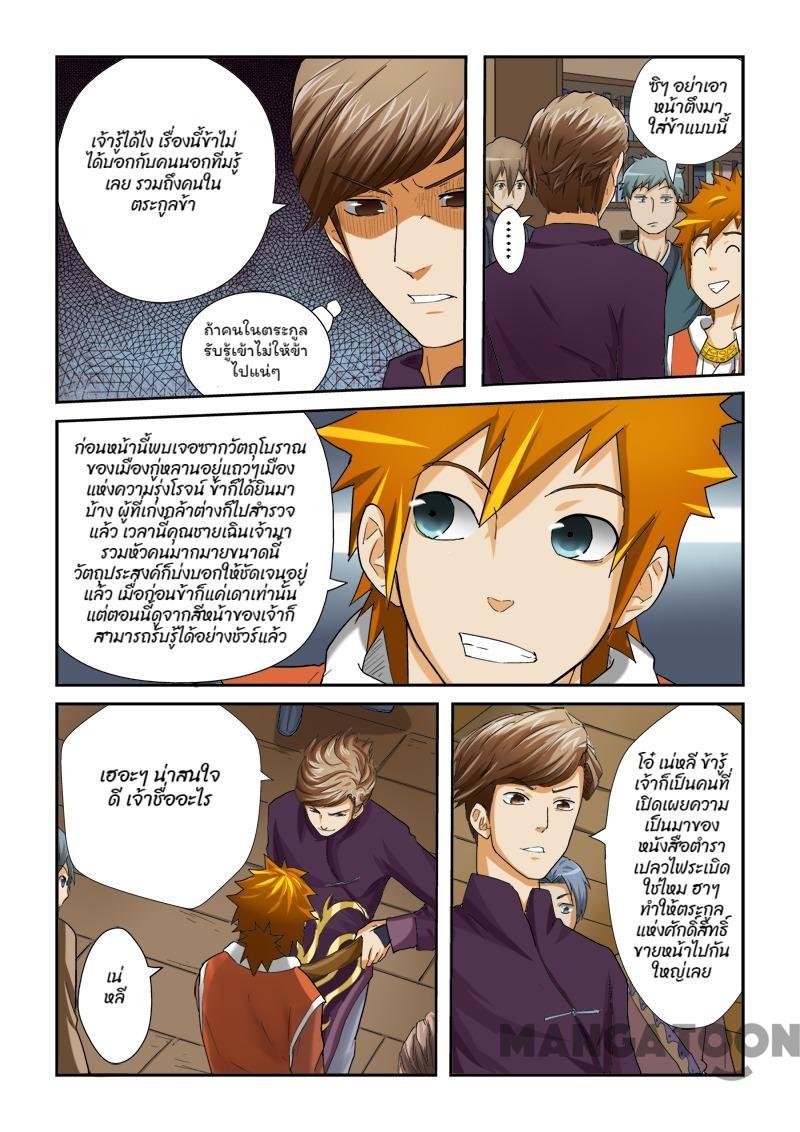 เจ้ารู้ได้ไง เรื่องนี้ข้าไม่
ได้บอกกับคนนอกทีมรู้
เลย รวมถึงคนใน
ตระกูลข้า
ถ้าคนในตระกูล
รับรู้เข้าไม่ให้ข้า
ไปแน่ๆ
ชิๆ อย่าเอา
หน้าตึงมา
ใส่ข้าแบบนี้
......
ก่อนหน้านี้พบเจอซากวัตถุโบราณ
ของเมืองกู่หลานอยู่แถวๆเมือง
แห่งความรุ่งโรจน์ ข้าก็ได้ยินมา
บ้าง ผู้ที่เก่งกล้าต่างก็ไปสำรวจ
แล้ว เวลานี้คุณชายเฉินเจ้ามา
รวมหัวคนมากมายขนาดนี้
วัตถุประสงค์ก็บ่งบอกให้ชัดเจนอยู่
แล้ว เมื่อก่อนข้าก็แค่เดาเท่านั้น
แต่ตอนนี้ดูจากสีหน้าของเจ้าก็
สามารถรับรู้ได้อย่างชัวร์แล้ว
เฮอะๆ น่าสนใจ
ดี เจ้าชื่ออะไร
เน่
หลี
โอ๋ เน่หลี ข้ารู้
เจ้าก็เป็นคนที่
เปิดเผยความ
เป็นมาของ
หนังสือตำรา
เปลวไฟระเบิด
ใช่ไหม ฮาๆ
ทำให้ตระกูล
แห่งศักดิ์สิทธิ์
ขายหน้าไปกัน
ใหญ่เลย
MANGATOON